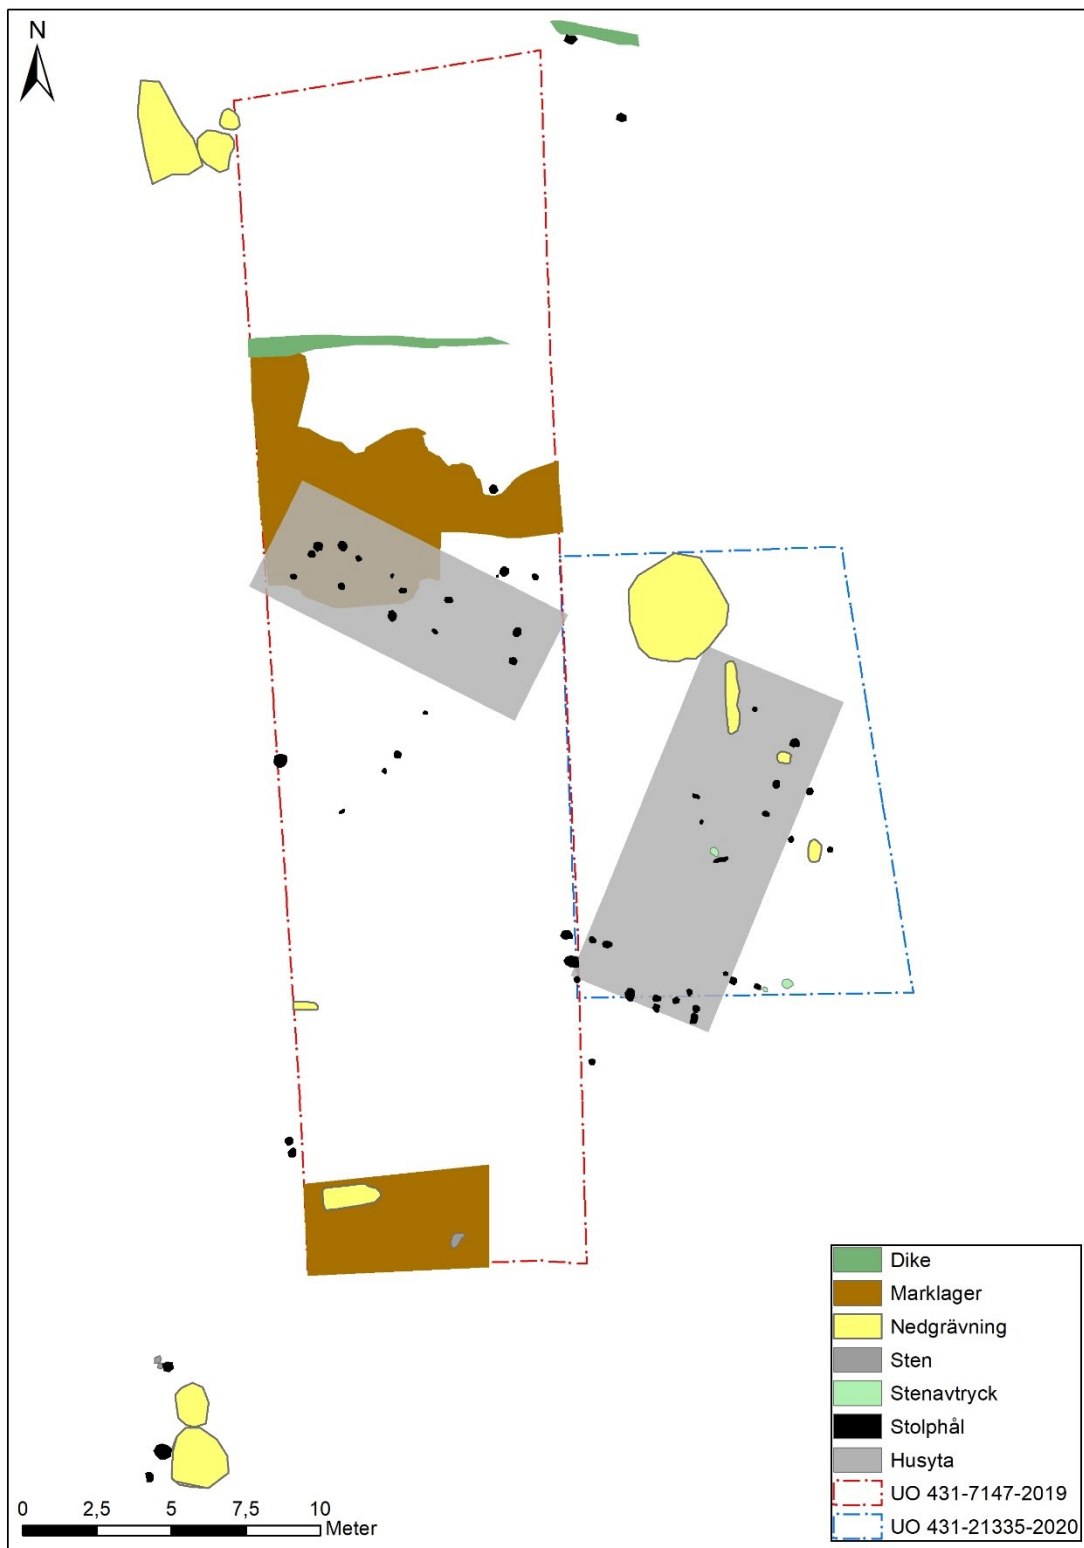 N
Dike
Marklager
Nedgrävning
Sten
Stenavtryck
Stolphål
Husyta
UO 431-7147-2019
UO 431-21335-2020
0 2,5 5 7,5 10
Meter